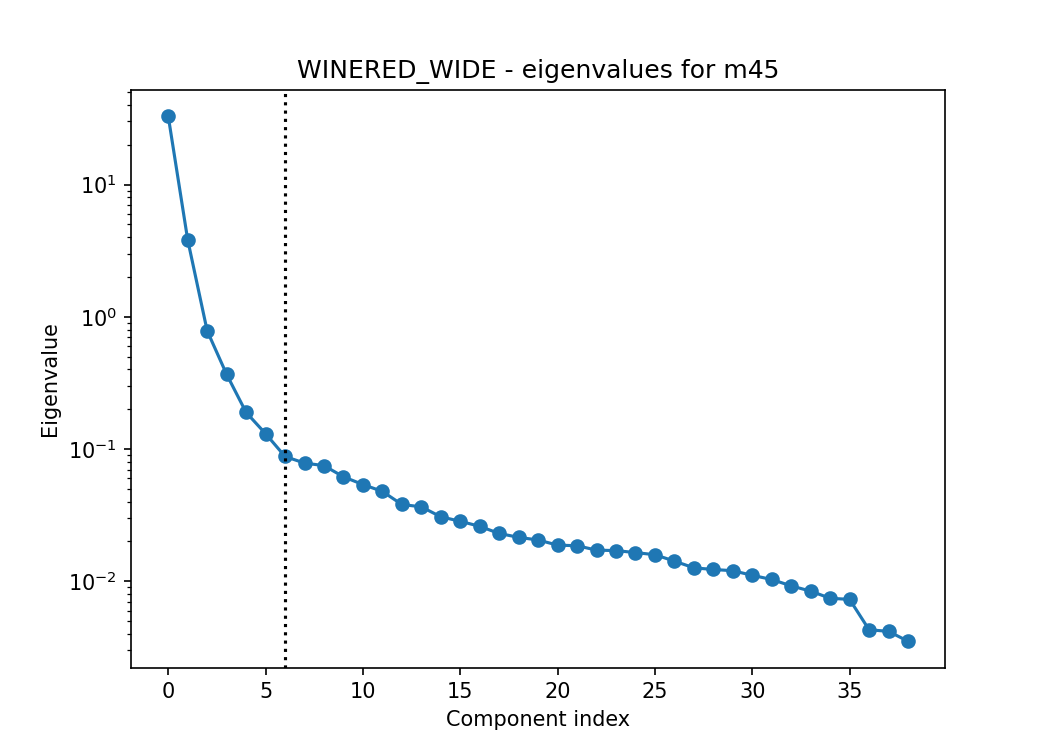 WINERED_WIDE - eigenvalues for m45
Eigenvalue
10¹
10⁰
10⁻¹
10⁻²
0 5 10 15 20 25 30 35
Component index